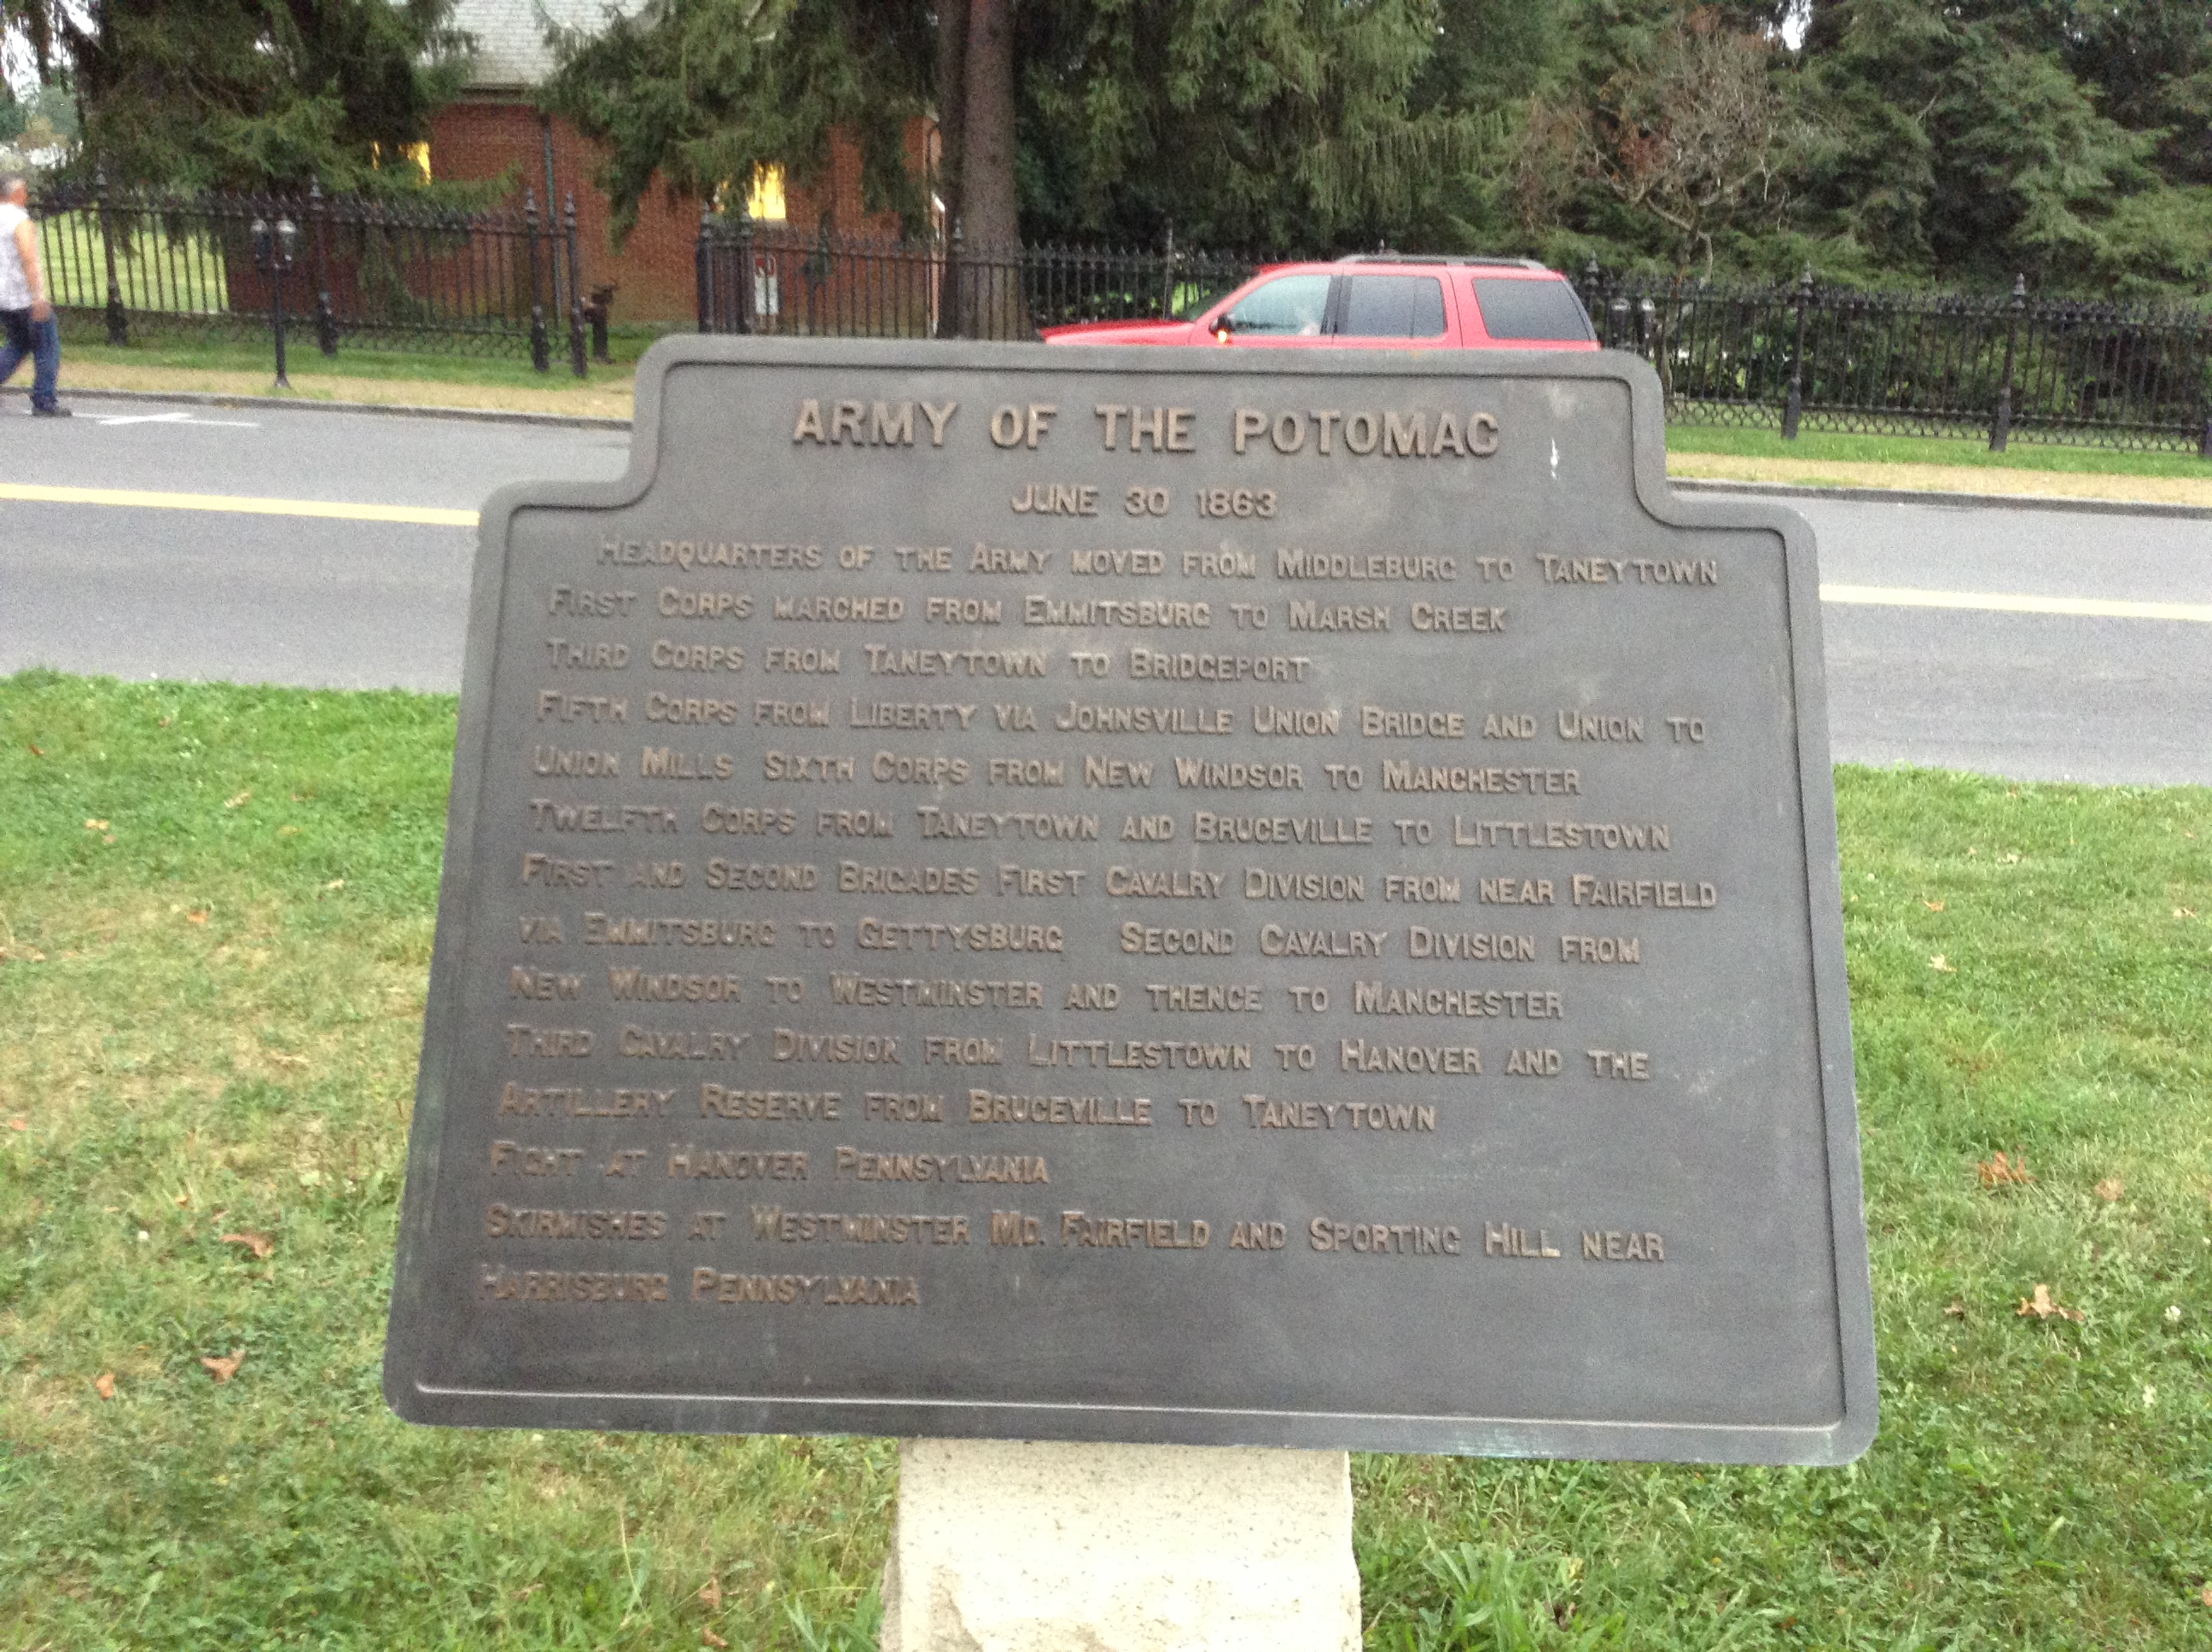 ARMY OF THE POTOMAC
JUNE 30 1863
HEADQUARTERS OF THE ARMY MOVED FROM MIDDLEBURG TO TANEYTOWN
FIRST CORPS MARCHED FROM EMMITSBURG TO MARSH CREEK
THIRD CORPS FROM TANEYTOWN TO BRIDGEPORT
FIFTH CORPS FROM LIBERTY VIA JOHNSVILLE UNION BRIDGE AND UNION TO
UNION MILLS SIXTH CORPS FROM NEW WINDSOR TO MANCHESTER
TWELFTH CORPS FROM TANEYTOWN AND BRUCEVILLE TO LITTLESTOWN
FIRST AND SECOND BRIGADES FIRST CAVALRY DIVISION FROM NEAR FAIRFIELD
VIA EMMITSBURG TO GETTYSBURG SECOND CAVALRY DIVISION FROM
NEW WINDSOR TO WESTMINSTER AND THENCE TO MANCHESTER
THIRD CAVALRY DIVISION FROM LITTLESTOWN TO HANOVER AND THE
ARTILLERY RESERVE FROM BRUCEVILLE TO TANEYTOWN
FIGHT AT HANOVER PENNSYLVANIA
SKIRMISHES AT WESTMINSTER MD. FAIRFIELD AND SPORTING HILL NEAR
HARRISBURG PENNSYLVANIA